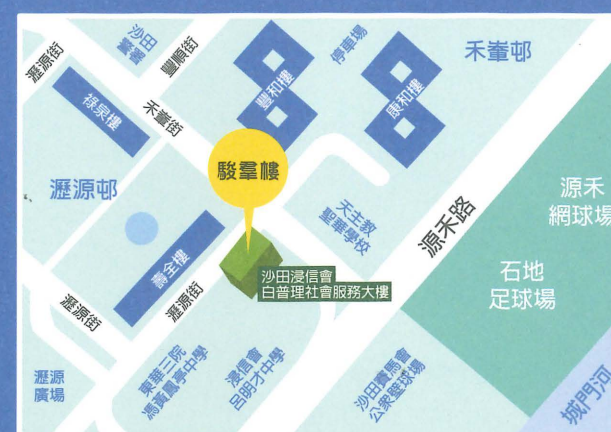 瀝源街
沙田
警署
豐順街
停車場
禾輋邨
豐和樓
康和樓
祿泉樓
禾輋街
駿羣樓
瀝源邨
天主教
聖華學校
源禾路
源禾
網球場
壽全樓
沙田浸信會
白普理社會服務大樓
石地
足球場
瀝源街
瀝源街
瀝源
廣場
東華三院
馮黃鳳亭中學
浸信會
呂明才中學
沙田賽馬會
公眾壁球場
城門河